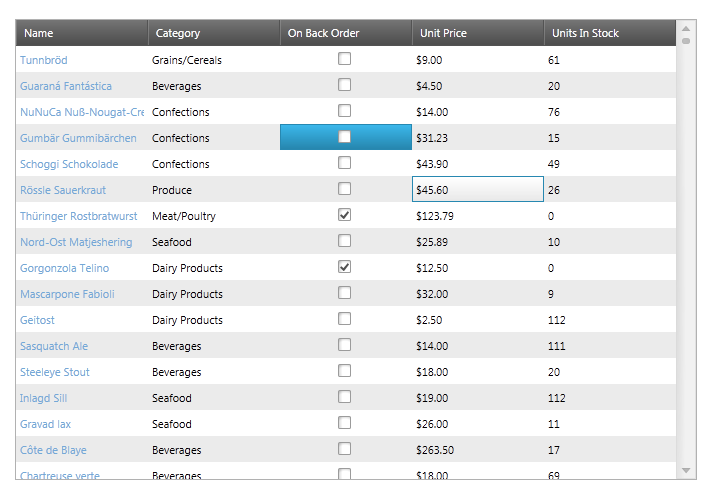 Name Category On Back Order Unit Price Units In Stock
Tunnbröd Grains/Cereals $9.00 61
Guaraná Fantástica Beverages $4.50 20
NuNuCa Nuß-Nougat-Cre Confections $14.00 76
Gumbär Gummibärchen Confections $31.23 15
Schoggi Schokolade Confections $43.90 49
Rössle Sauerkraut Produce $45.60 26
Thüringer Rostbratwurst Meat/Poultry $123.79 0
Nord-Ost Matjeshering Seafood $25.89 10
Gorgonzola Telino Dairy Products $12.50 0
Mascarpone Fabioli Dairy Products $32.00 9
Geitost Dairy Products $2.50 112
Sasquatch Ale Beverages $14.00 111
Steeleye Stout Beverages $18.00 20
Inlagd Sill Seafood $19.00 112
Gravad lax Seafood $26.00 11
Côte de Blaye Beverages $263.50 17
Chartreuse verte Beverages $18.00 69